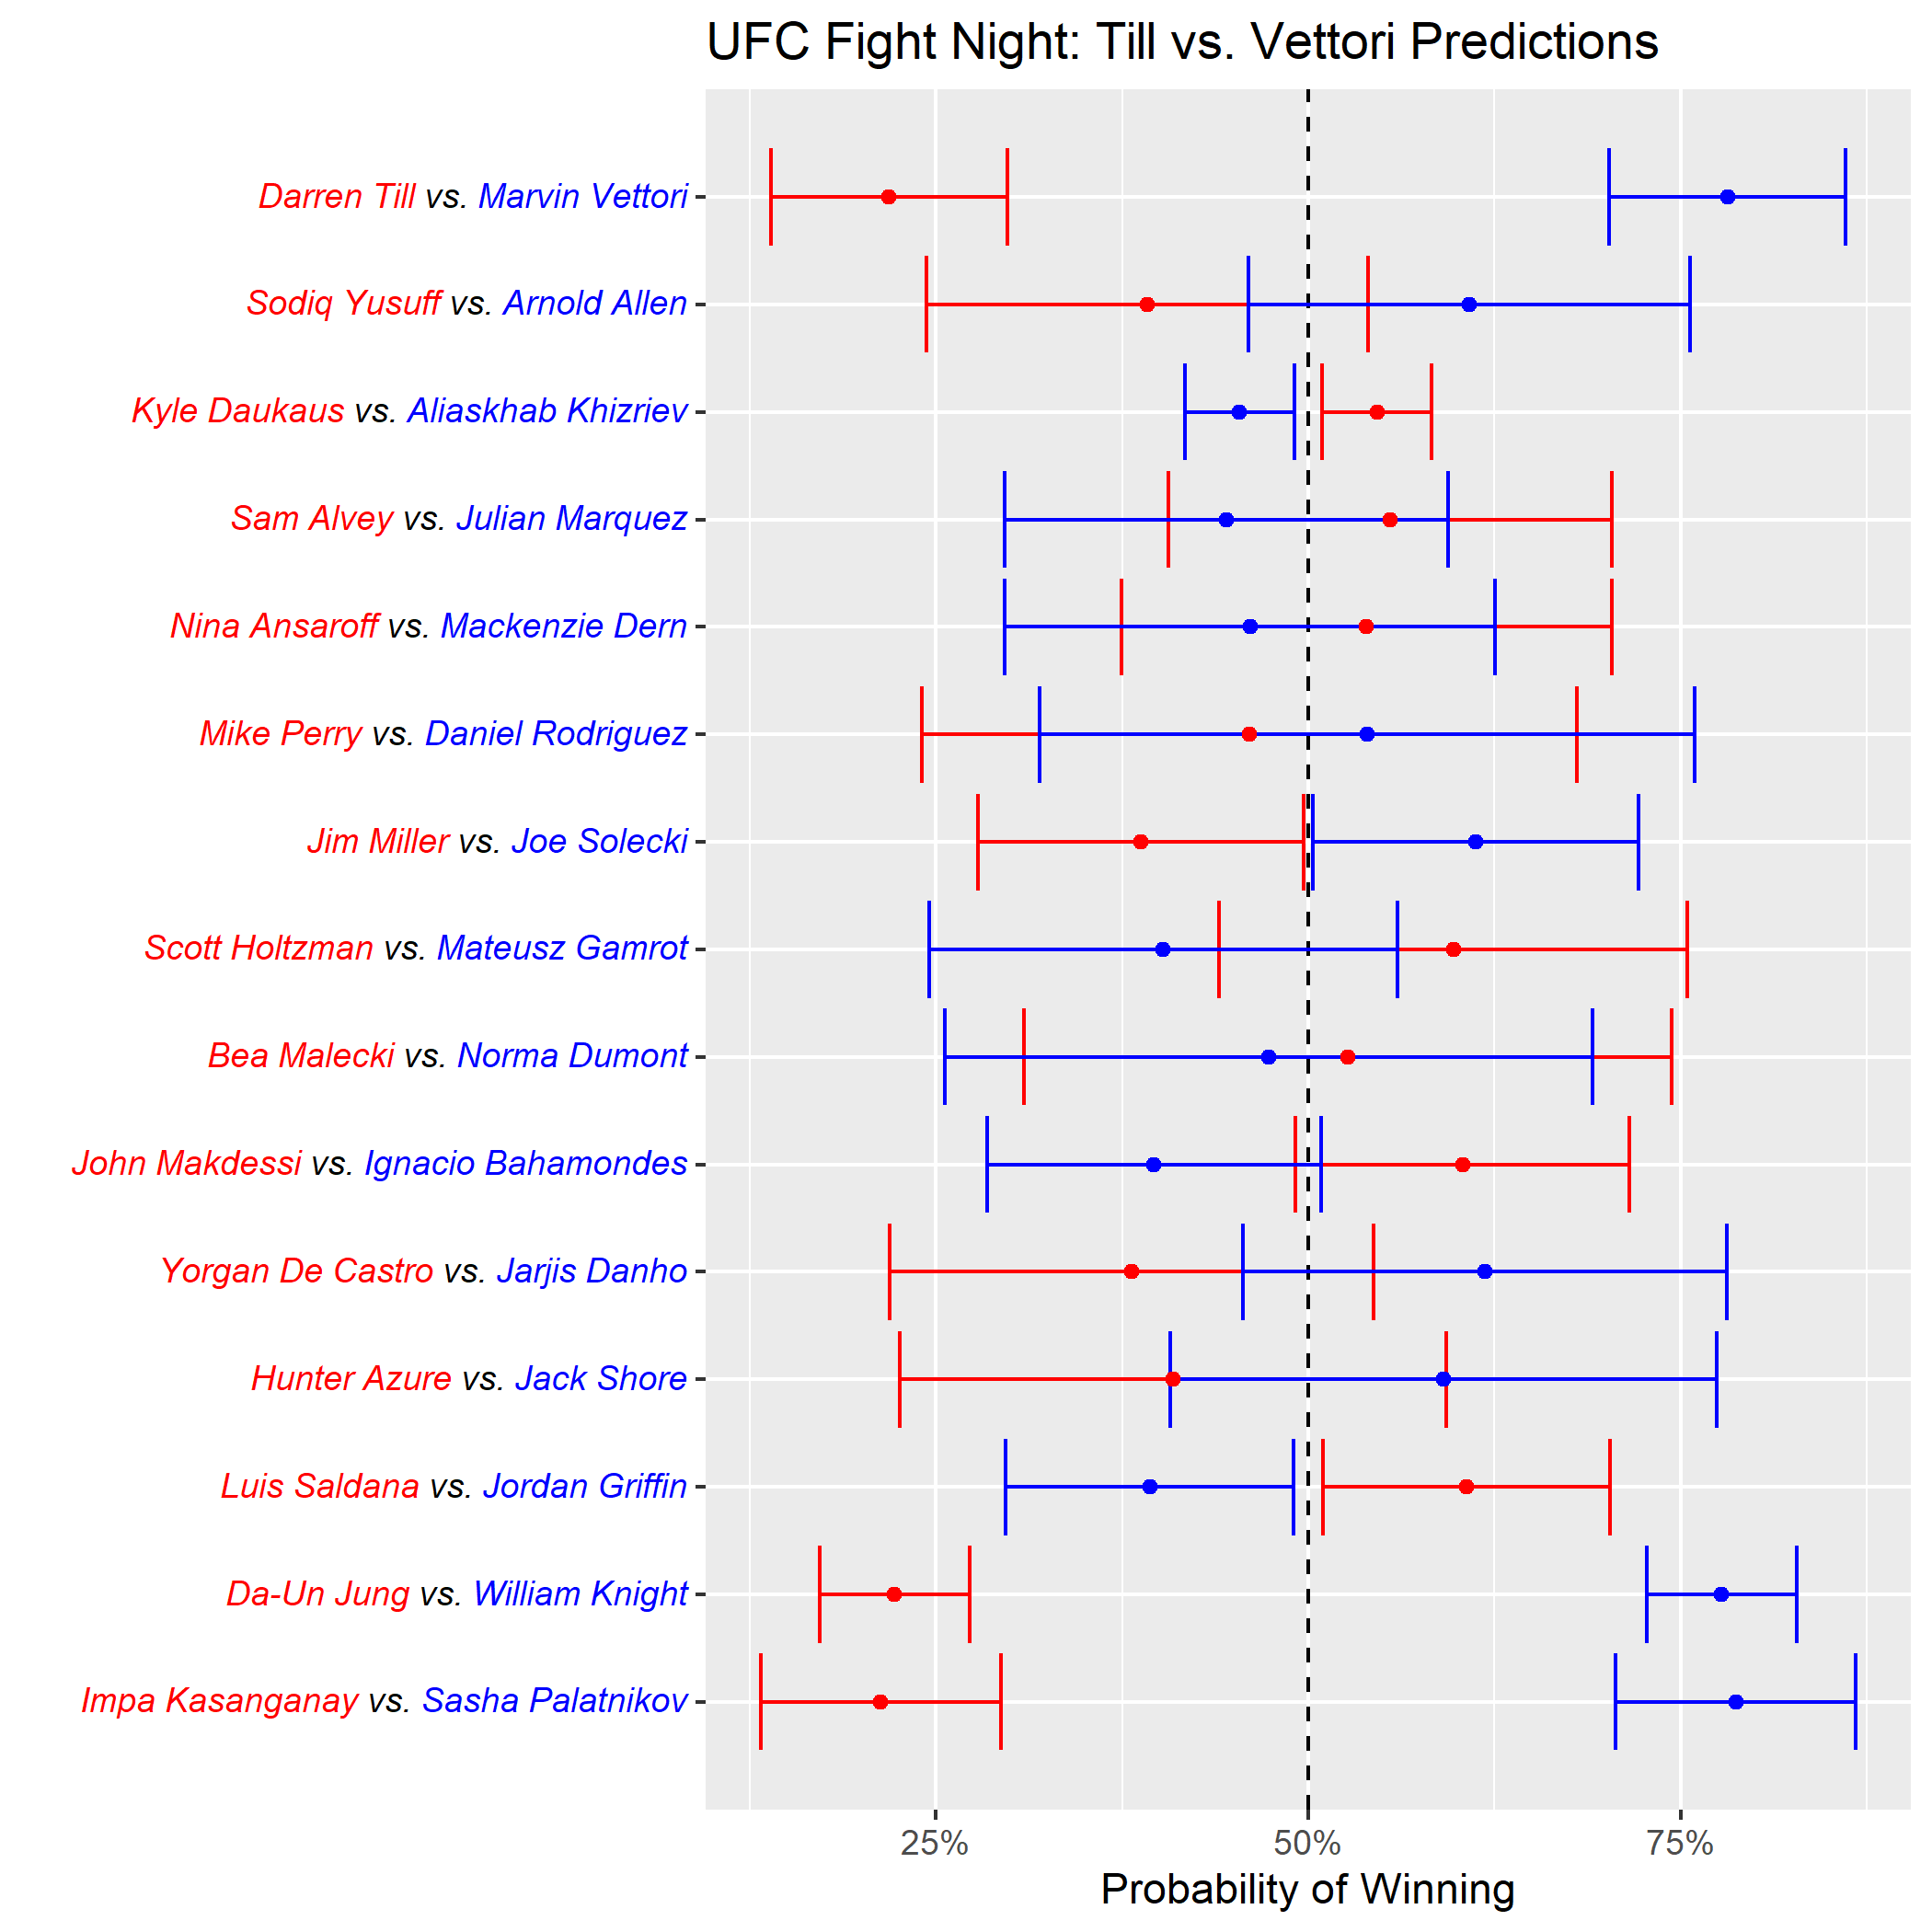 UFC Fight Night: Till vs. Vettori Predictions
Darren Till vs. Marvin Vettori
Sodiq Yusuff vs. Arnold Allen
Kyle Daukaus vs. Aliaskhab Khizriev
Sam Alvey vs. Julian Marquez
Nina Ansaroff vs. Mackenzie Dern
Mike Perry vs. Daniel Rodriguez
Jim Miller vs. Joe Solecki
Scott Holtzman vs. Mateusz Gamrot
Bea Malecki vs. Norma Dumont
John Makdessi vs. Ignacio Bahamondes
Yorgan De Castro vs. Jarjis Danho
Hunter Azure vs. Jack Shore
Luis Saldana vs. Jordan Griffin
Da-Un Jung vs. William Knight
Impa Kasanganay vs. Sasha Palatnikov
25% 50% 75%
Probability of Winning